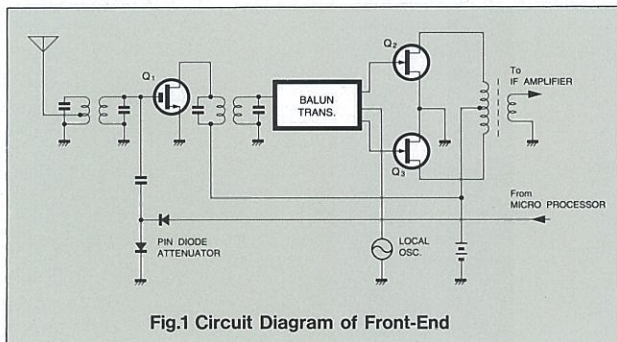 Q1
Q2
To
IF AMPLIFIER
BALUN
TRANS.
Q3
From
MICRO PROCESSOR
PIN DIODE
ATTENUATOR
LOCAL
OSC.
Fig.1 Circuit Diagram of Front-End